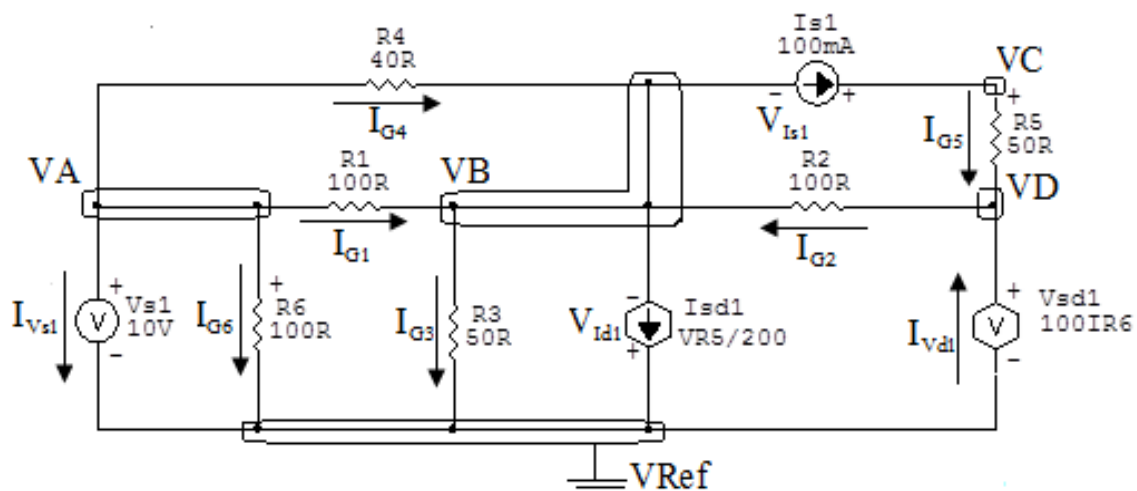 Is1
100mA
R4
40R
VC
IG4
VIs1
IG5
R5
50R
VA
R1
100R
VB
R2
100R
VD
IG1
IG2
IVs1
Vs1
10V
IG6
R6
100R
IG3
R3
50R
VId1
Isd1
VR5/200
IVd1
Vsd1
100IR6
VRef